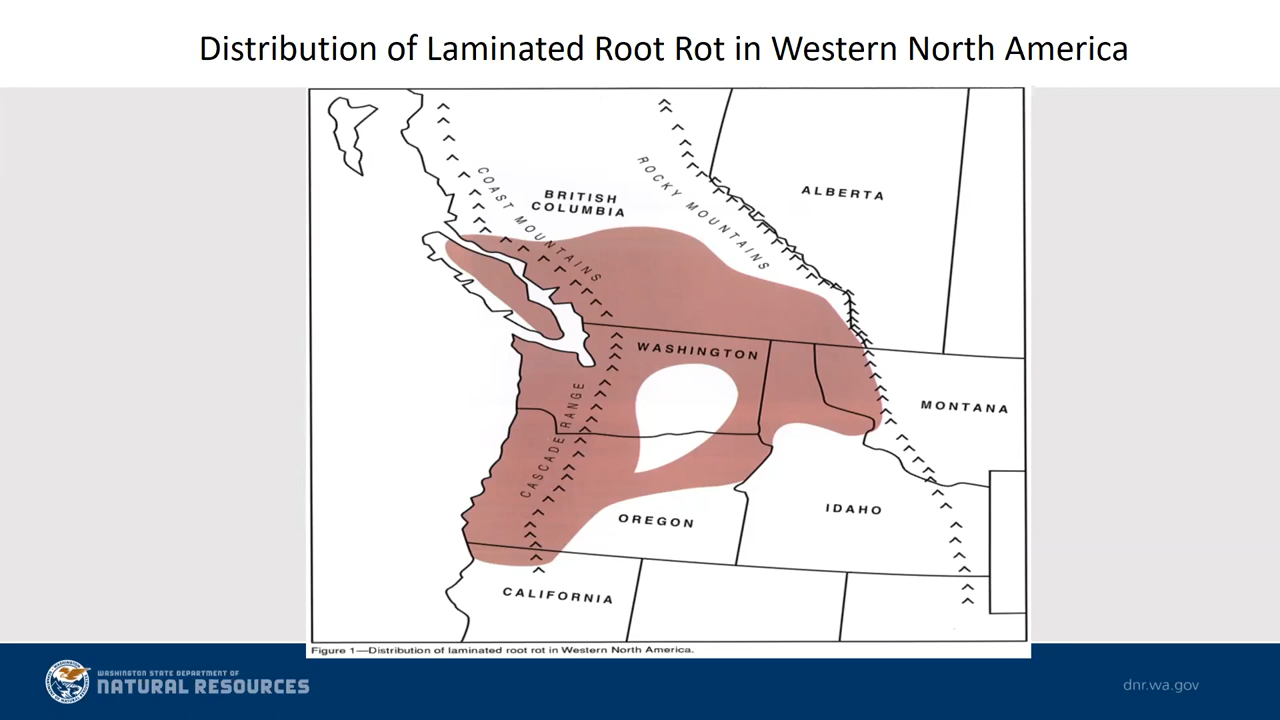 Distribution of Laminated Root Rot in Western North America
COAST MOUNTAINS
BRITISH
COLUMBIA
ROCKY MOUNTAINS
ALBERTA
WASHINGTON
CASCADE RANGE
MONTANA
OREGON
IDAHO
CALIFORNIA
Figure 1—Distribution of laminated root rot in Western North America.
WASHINGTON STATE DEPARTMENT OF
NATURAL RESOURCES
dnr.wa.gov